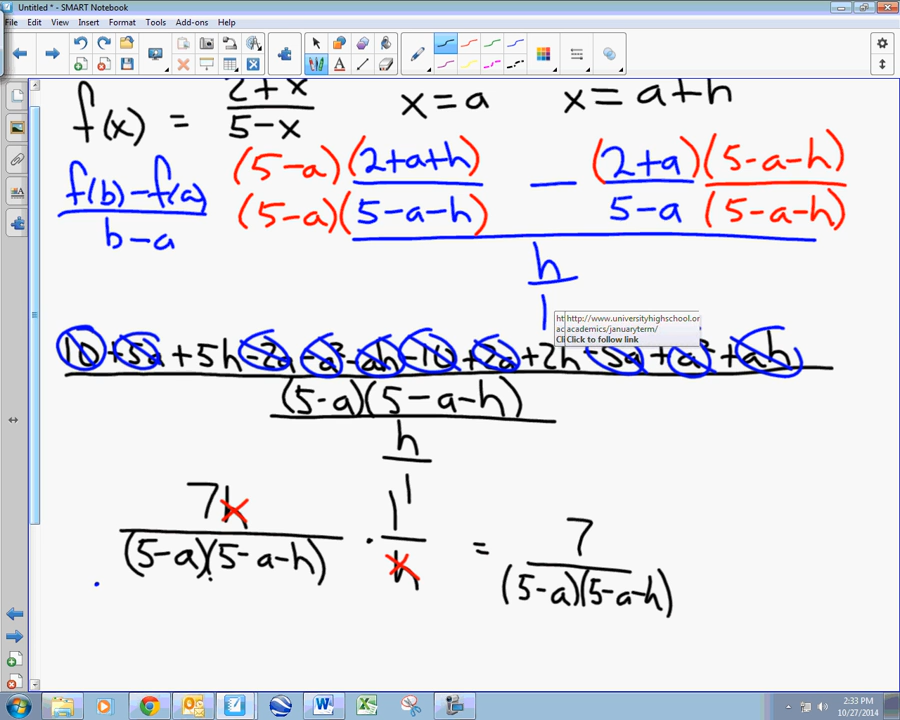 Untitled * - SMART Notebook
File Edit View Insert Format Tools Add-ons Help
f(x) = (2+x)/(5-x) x=a x=a+h
(f(b)-f(a))/(b-a) (5-a)(2+a+h)/(5-a)(5-a-h) - (2+a)(5-a-h)/5-a(5-a-h)
h
1
http://www.universityhighschool.or
academics/januaryterm/
Click to follow link
10+5a+5h-2a-a²-ah-10+2a+2h-5a+a²+ah
(5-a)(5-a-h)
h
1
7h/(5-a)(5-a-h) · 1/h = 7/(5-a)(5-a-h)
2:33 PM
10/27/2014